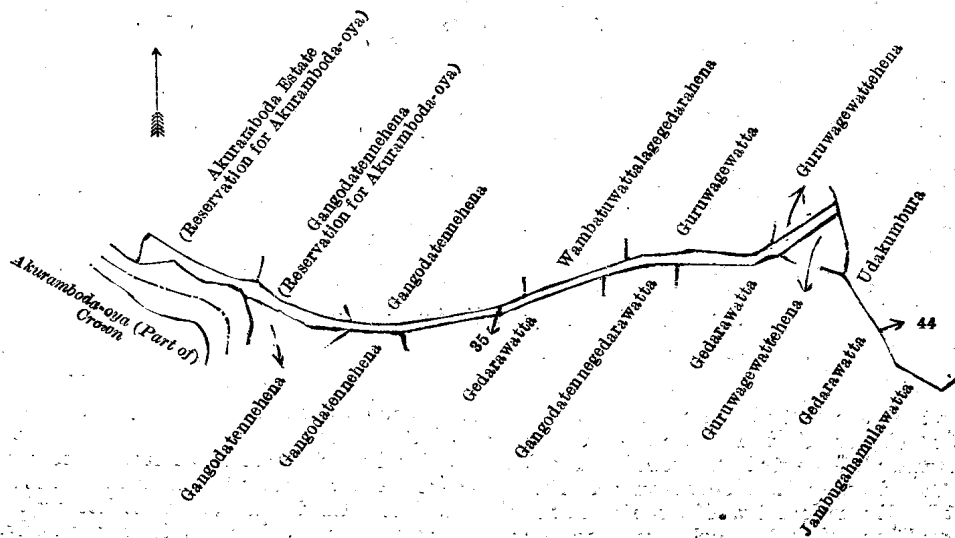 Akuraraboda Estate
(Reservation for Akuramboda-oya)
Gangodatennehena
(Reservation for Akuramboda-oya)
Gangodatennehena
Wambatuwattalagegedarahena
Guruwagewatta
Guruwagewattehena
Akuramboda-oya (Part of)
Crown
Gangodatennehena
Gangodatennehena
35
Gedarawatta
Gangodatennegedarawatta
Gedarawatta
Guruwagewattehena
Gedarawatta
Udakumbura
44
Jambugahamulawatta